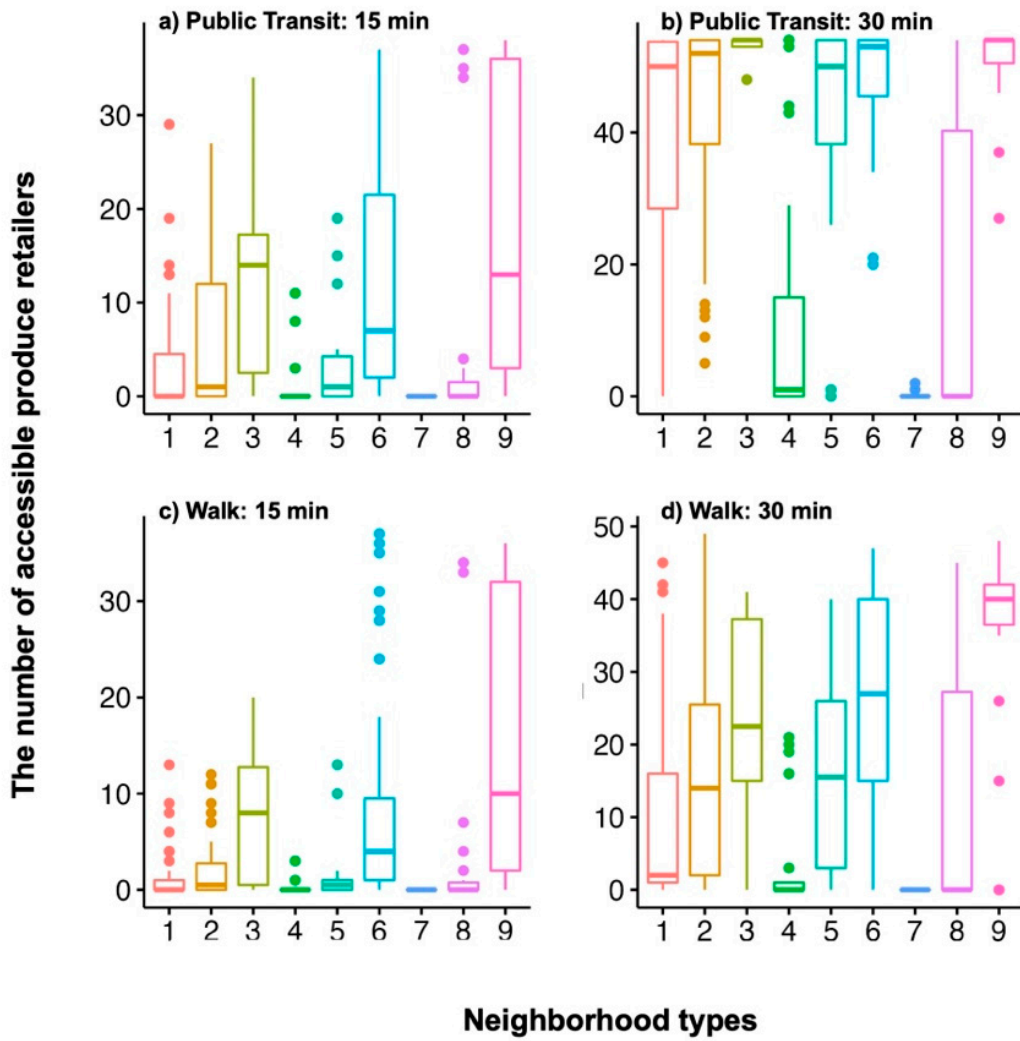 a) Public Transit: 15 min
b) Public Transit: 30 min
30
20
10
0
1 2 3 4 5 6 7 8 9
40
20
0
1 2 3 4 5 6 7 8 9
c) Walk: 15 min
d) Walk: 30 min
30
20
10
0
1 2 3 4 5 6 7 8 9
50
40
30
20
10
0
1 2 3 4 5 6 7 8 9
The number of accessible produce retailers
Neighborhood types